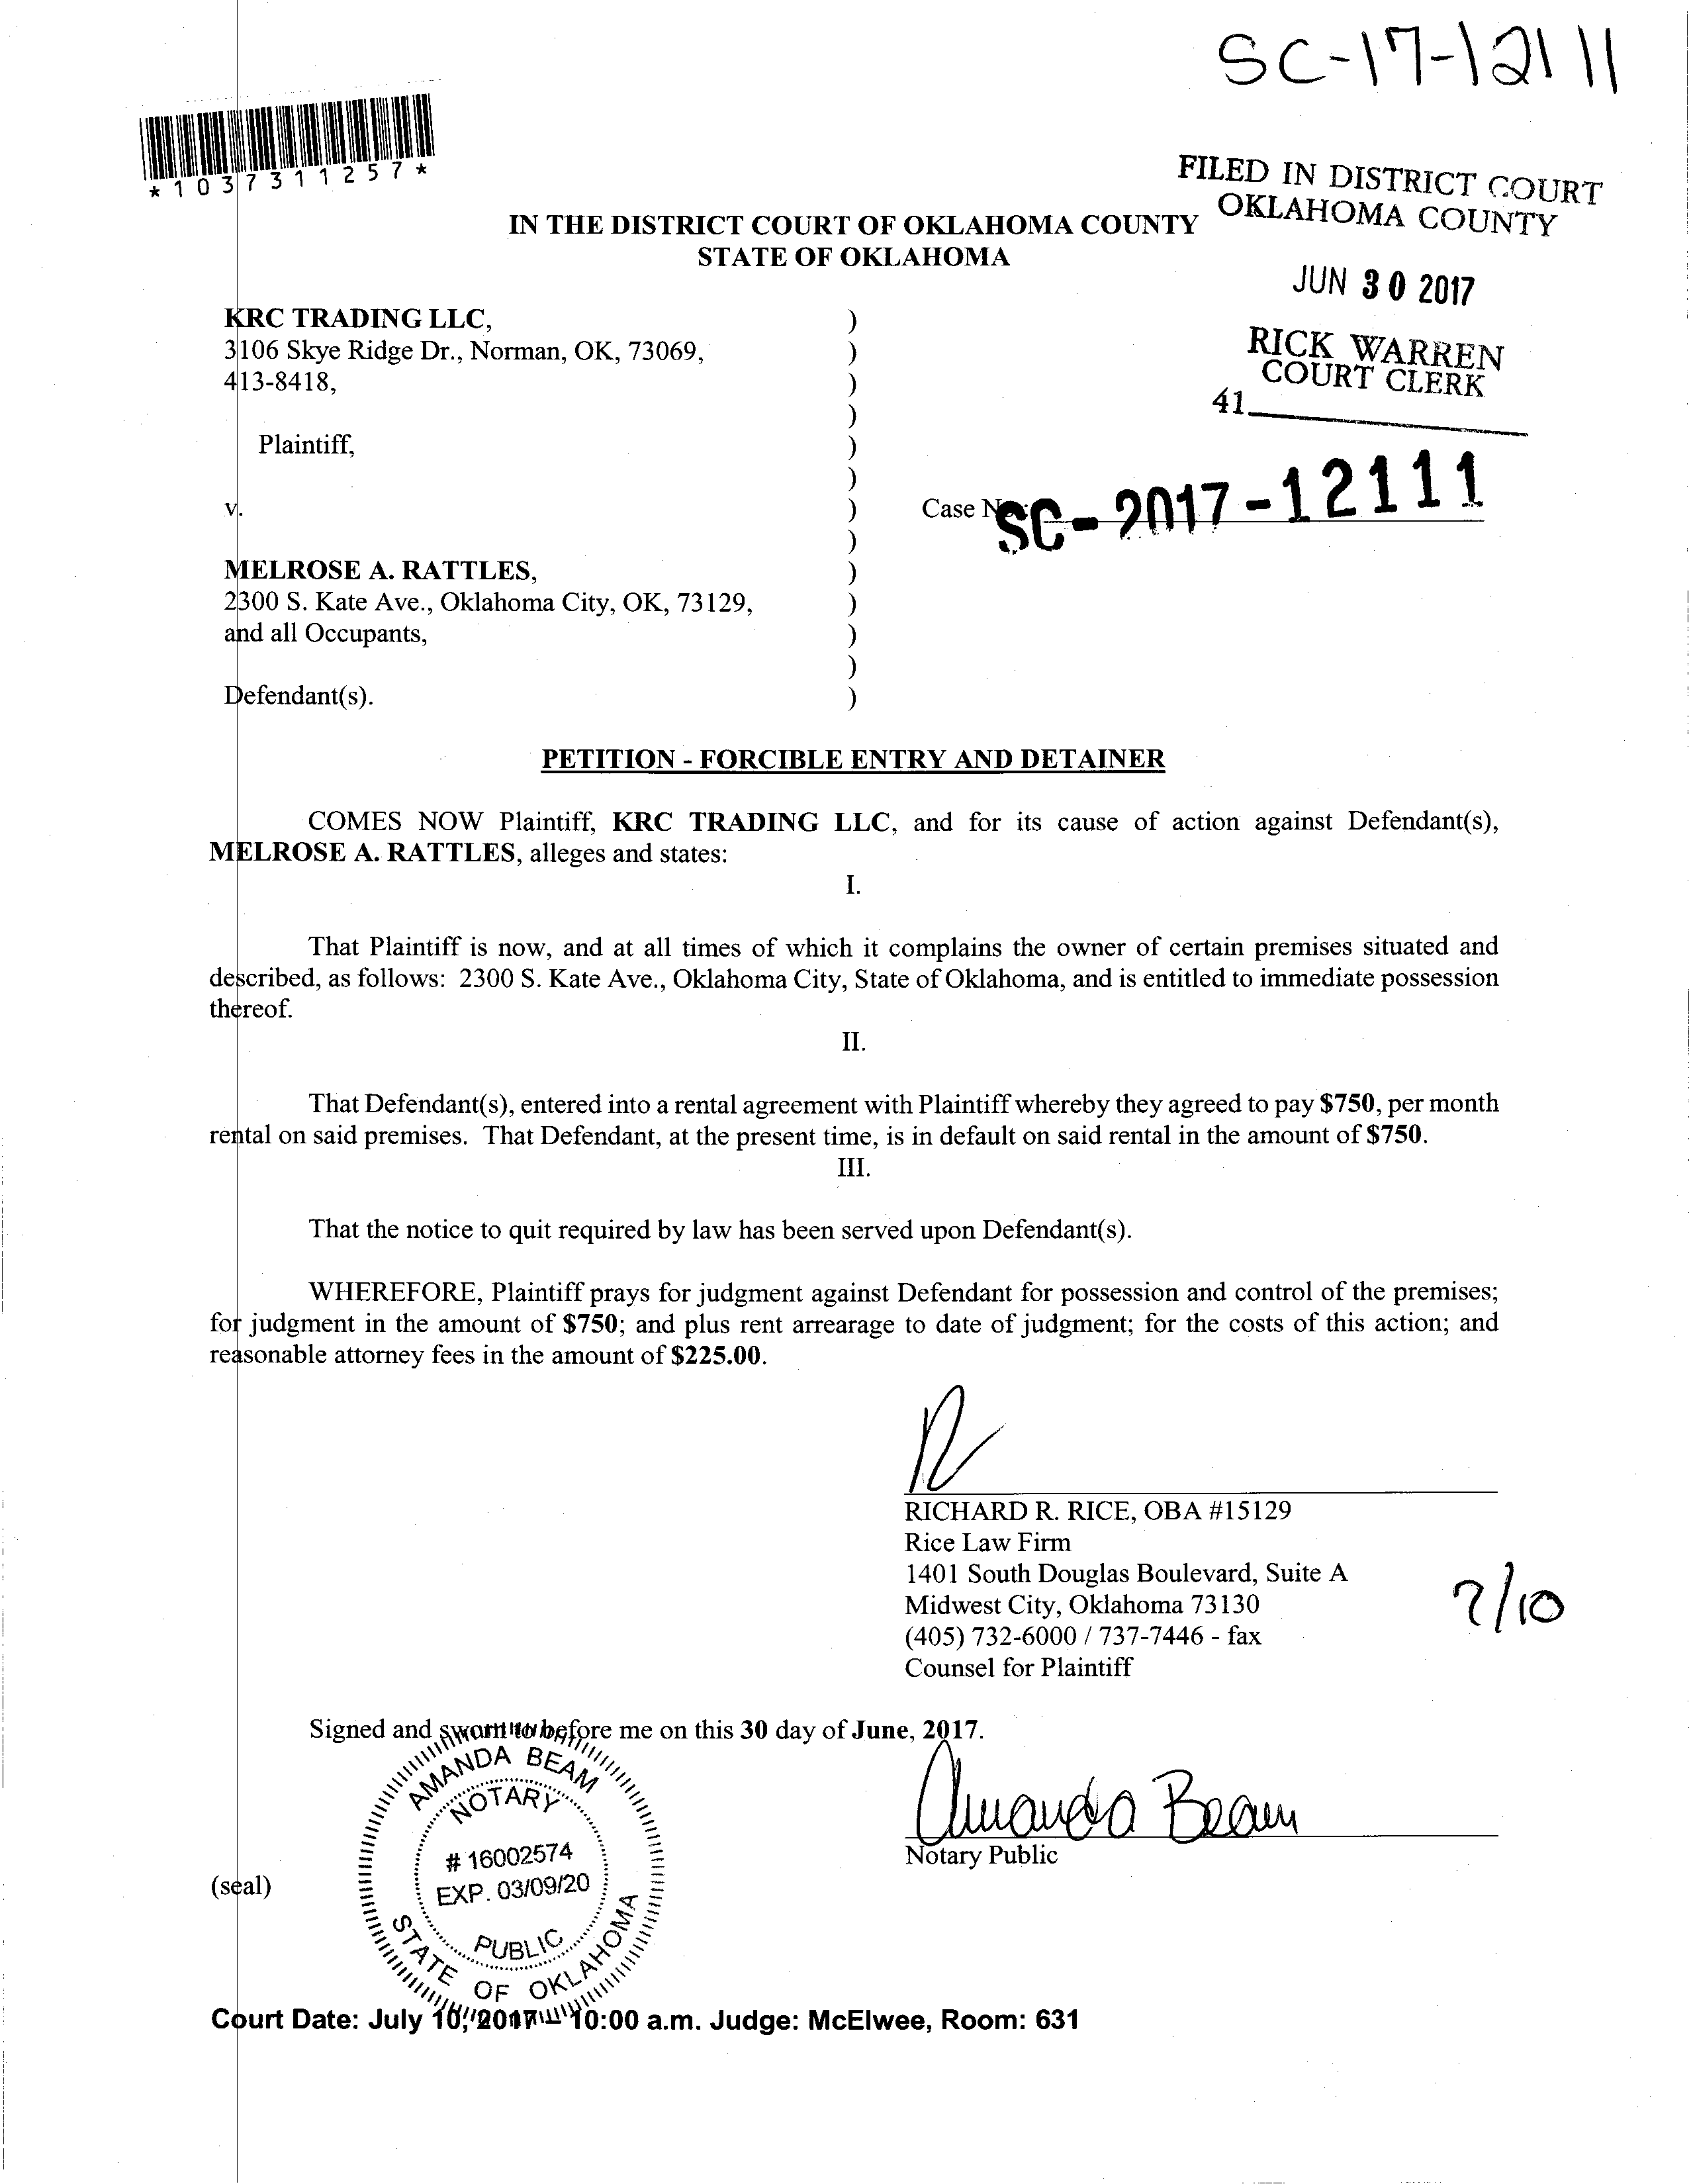 SC-17-12111
*1037311257*
FILED IN DISTRICT COURT
OKLAHOMA COUNTY
IN THE DISTRICT COURT OF OKLAHOMA COUNTY
STATE OF OKLAHOMA
JUN 30 2017
RICK WARREN
COURT CLERK
41
KRC TRADING LLC, )
3106 Skye Ridge Dr., Norman, OK, 73069, )
413-8418, )
)
Plaintiff, )
)
v. ) Case No.: SC-2017-12111
)
MELROSE A. RATTLES, )
2300 S. Kate Ave., Oklahoma City, OK, 73129, )
and all Occupants, )
)
Defendant(s). )
PETITION - FORCIBLE ENTRY AND DETAINER
COMES NOW Plaintiff, KRC TRADING LLC, and for its cause of action against Defendant(s),
MELROSE A. RATTLES, alleges and states:
I.
That Plaintiff is now, and at all times of which it complains the owner of certain premises situated and
described, as follows: 2300 S. Kate Ave., Oklahoma City, State of Oklahoma, and is entitled to immediate possession
thereof.
II.
That Defendant(s), entered into a rental agreement with Plaintiff whereby they agreed to pay $750, per month
rental on said premises. That Defendant, at the present time, is in default on said rental in the amount of $750.
III.
That the notice to quit required by law has been served upon Defendant(s).
WHEREFORE, Plaintiff prays for judgment against Defendant for possession and control of the premises;
for judgment in the amount of $750; and plus rent arrearage to date of judgment; for the costs of this action; and
reasonable attorney fees in the amount of $225.00.
RICHARD R. RICE, OBA #15129
Rice Law Firm
1401 South Douglas Boulevard, Suite A
Midwest City, Oklahoma 73130
(405) 732-6000 / 737-7446 - fax
Counsel for Plaintiff
7/10
Signed and sworn to before me on this 30 day of June, 2017.
Amanda Beam
Notary Public
(seal)
AMANDA BEAM
NOTARY
# 16002574
EXP. 03/09/20
PUBLIC
STATE OF OKLAHOMA
Court Date: July 10, 2017 10:00 a.m. Judge: McElwee, Room: 631